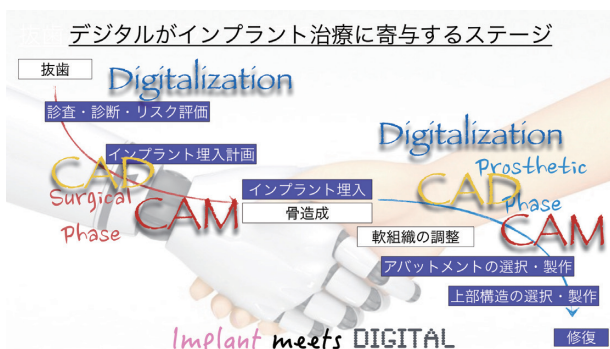 抜歯デジタルがインプラント治療に寄与するステージ
抜歯
Digitalization
診査・診断・リスク評価
インプラント埋入計画
CAD
Surgical
Phase
CAM
インプラント埋入
骨造成
Digitalization
Prosthetic
CAD
Phase
CAM
軟組織の調整
アバットメントの選択・製作
上部構造の選択・製作
修復
Implant meets DIGITAL